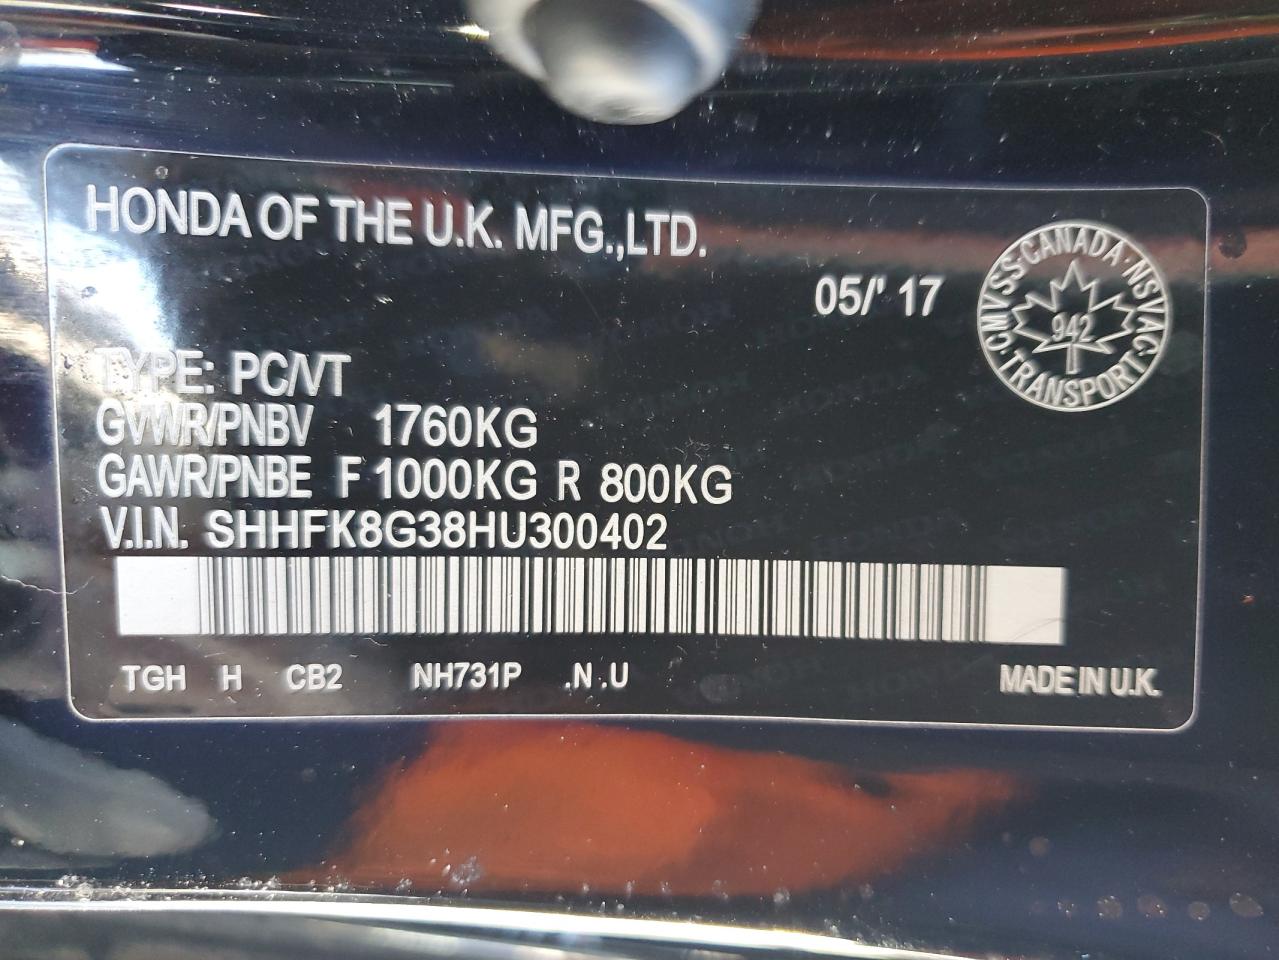 HONDA OF THE U.K. MFG.,LTD.
05/' 17
CMVSS·CANADA·NSVAC·TRANSPORT·
942
TYPE: PC/VT
GVWR/PNBV 1760KG
GAWR/PNBE F 1000KG R 800KG
V.I.N. SHHFK8G38HU300402
TGH H CB2 NH731P .N .U MADE IN U.K.